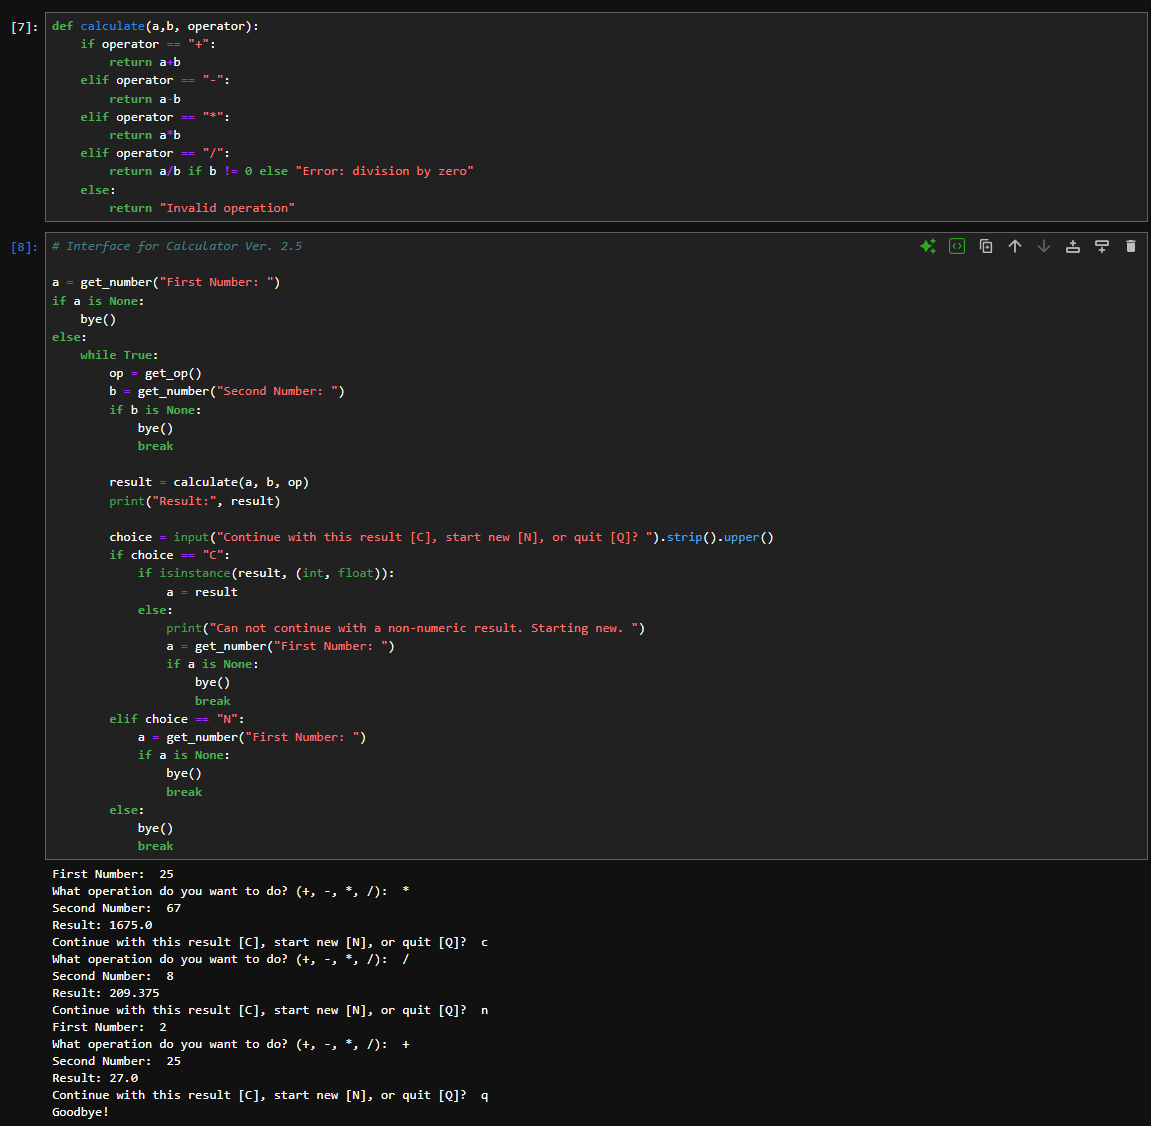 [7]: def calculate(a,b, operator):
    if operator == "+":
        return a+b
    elif operator == "-":
        return a-b
    elif operator == "*":
        return a*b
    elif operator == "/":
        return a/b if b != 0 else "Error: division by zero"
    else:
        return "Invalid operation"
[8]: # Interface for Calculator Ver. 2.5
a = get_number("First Number: ")
if a is None:
    bye()
else:
    while True:
        op = get_op()
        b = get_number("Second Number: ")
        if b is None:
            bye()
            break
        result = calculate(a, b, op)
        print("Result:", result)
        choice = input("Continue with this result [C], start new [N], or quit [Q]? ").strip().upper()
        if choice == "C":
            if isinstance(result, (int, float)):
                a = result
            else:
                print("Can not continue with a non-numeric result. Starting new. ")
                a = get_number("First Number: ")
                if a is None:
                    bye()
                    break
        elif choice == "N":
            a = get_number("First Number: ")
            if a is None:
                bye()
                break
        else:
            bye()
            break
First Number:  25
What operation do you want to do? (+, -, *, /):  *
Second Number:  67
Result: 1675.0
Continue with this result [C], start new [N], or quit [Q]?  c
What operation do you want to do? (+, -, *, /):  /
Second Number:  8
Result: 209.375
Continue with this result [C], start new [N], or quit [Q]?  n
First Number:  2
What operation do you want to do? (+, -, *, /):  +
Second Number:  25
Result: 27.0
Continue with this result [C], start new [N], or quit [Q]?  q
Goodbye!